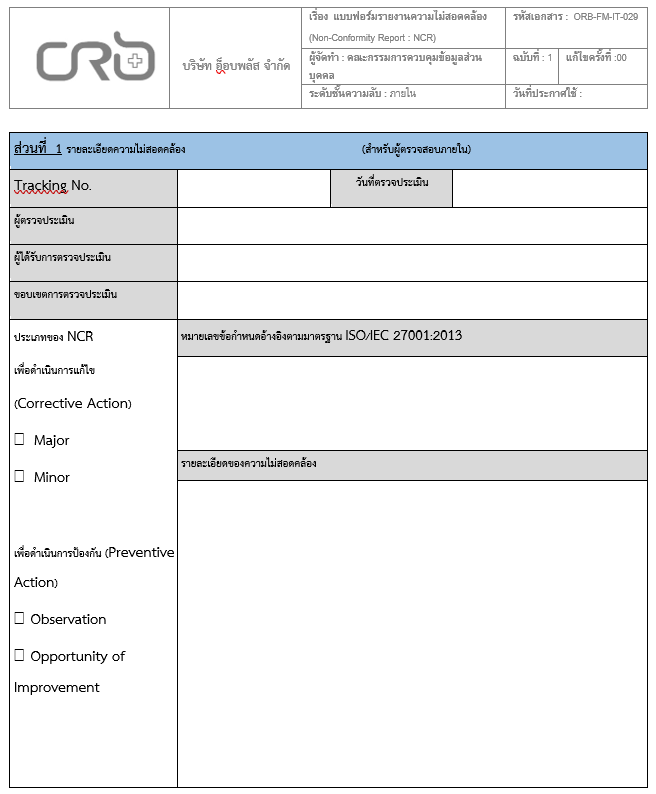 ORB
บริษัท อ็อบพลัส จำกัด
เรื่อง แบบฟอร์มรายงานความไม่สอดคล้อง
(Non-Conformity Report : NCR)
รหัสเอกสาร : ORB-FM-IT-029
ผู้จัดทำ : คณะกรรมการควบคุมข้อมูลส่วน
บุคคล
ฉบับที่ : 1
แก้ไขครั้งที่ :00
ระดับชั้นความลับ : ภายใน
วันที่ประกาศใช้ :
ส่วนที่ 1 รายละเอียดความไม่สอดคล้อง (สำหรับผู้ตรวจสอบภายใน)
Tracking No.
วันที่ตรวจประเมิน
ผู้ตรวจประเมิน
ผู้ได้รับการตรวจประเมิน
ขอบเขตการตรวจประเมิน
ประเภทของ NCR
เพื่อดำเนินการแก้ไข
(Corrective Action)
☐ Major
☐ Minor
เพื่อดำเนินการป้องกัน (Preventive
Action)
☐ Observation
☐ Opportunity of
Improvement
หมายเลขข้อกำหนดอ้างอิงตามมาตรฐาน ISO/IEC 27001:2013
รายละเอียดของความไม่สอดคล้อง